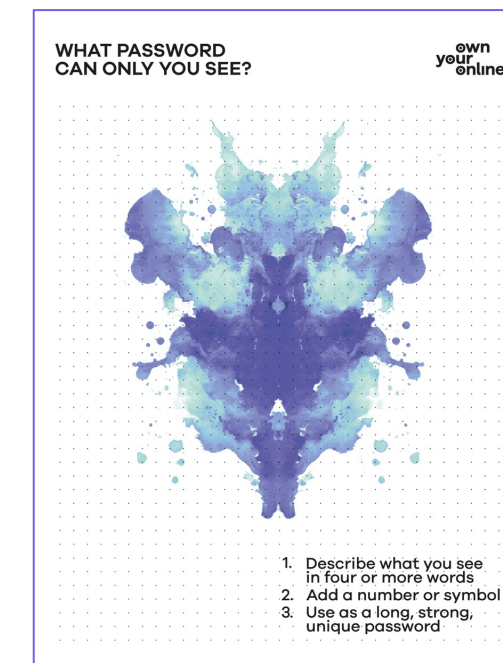 WHAT PASSWORD
CAN ONLY YOU SEE?
own
your
online
1. Describe what you see
in four or more words
2. Add a number or symbol
3. Use as a long, strong,
unique password